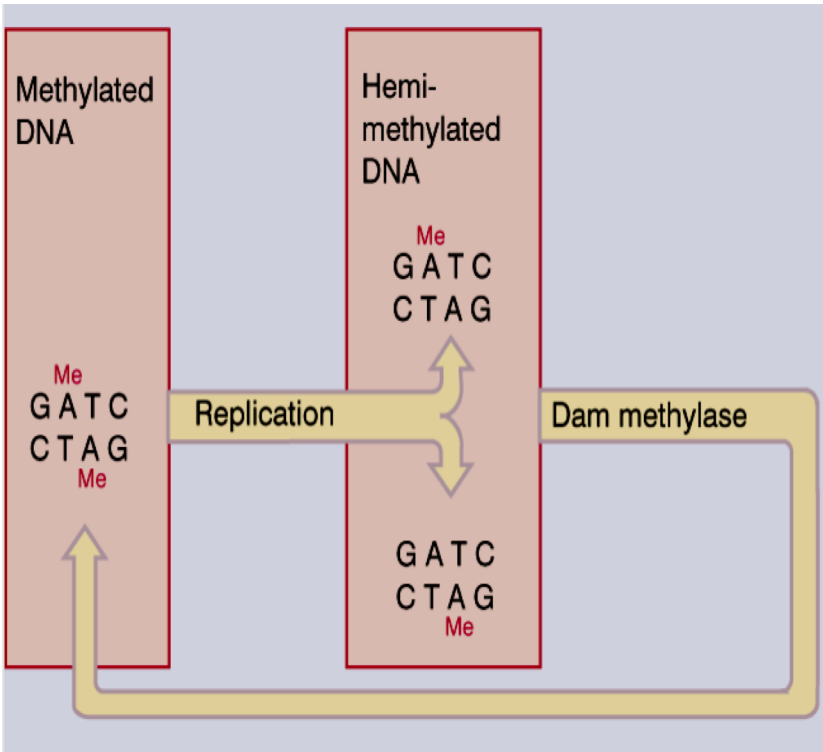 Methylated
DNA
Me
GATC
CTAG
Me
Replication
Hemi-
methylated
DNA
Me
GATC
CTAG
GATC
CTAG
Me
Dam methylase